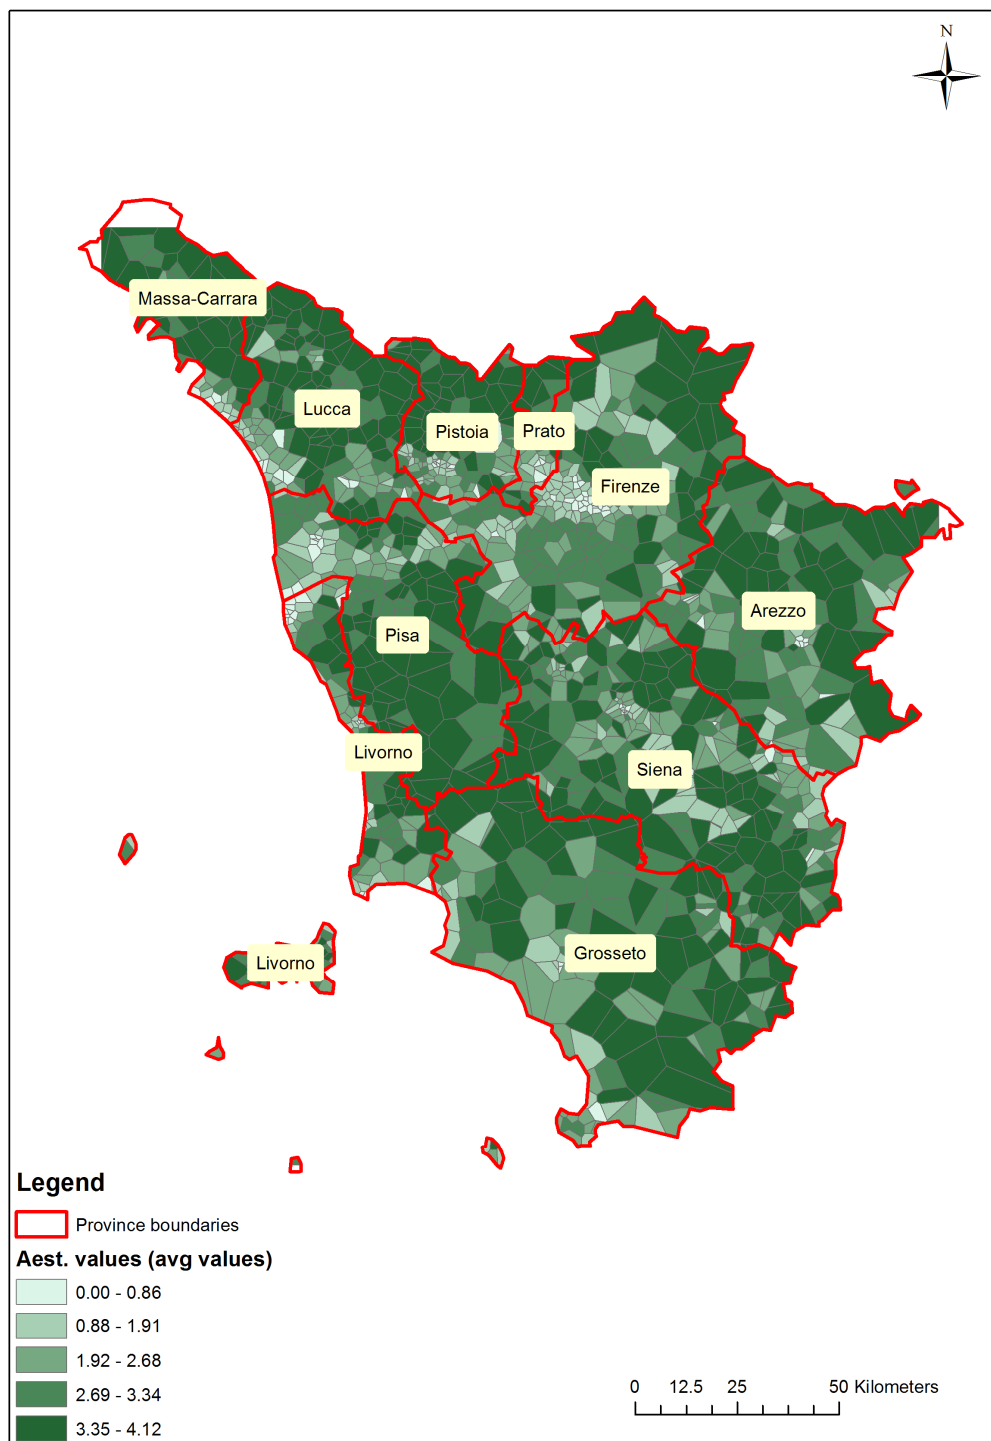 N
Massa-Carrara
Lucca
Pistoia
Prato
Firenze
Arezzo
Pisa
Livorno
Siena
Grosseto
Livorno
Legend
Province boundaries
Aest. values (avg values)
0.00 - 0.86
0.88 - 1.91
1.92 - 2.68
2.69 - 3.34
3.35 - 4.12
0 12.5 25 50 Kilometers